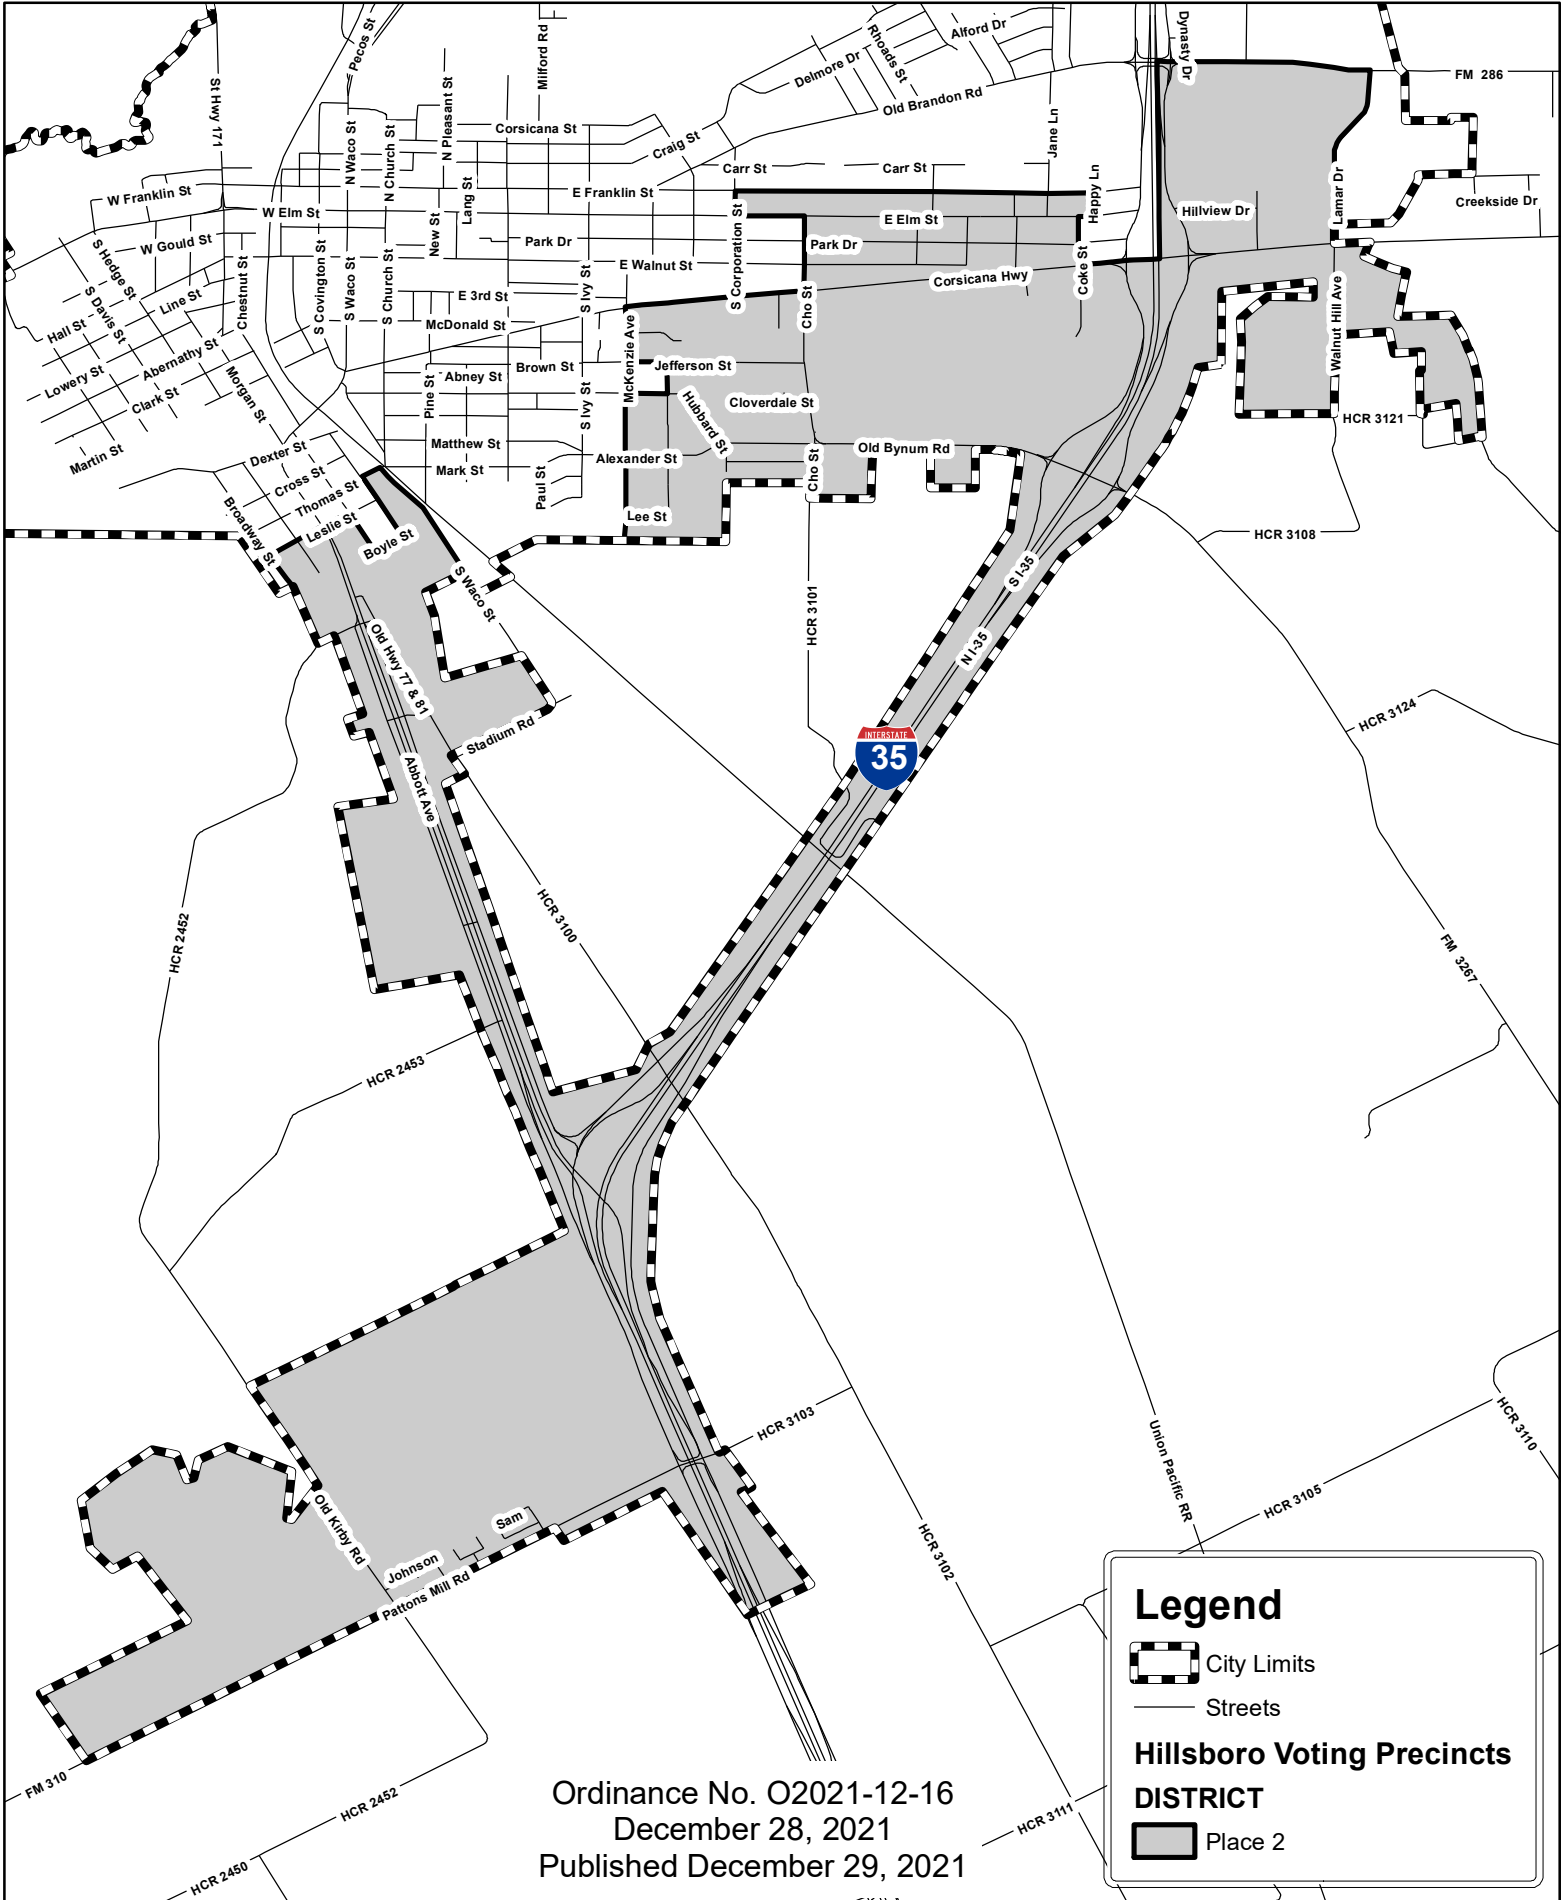 Pecos St
Milford Rd
Rhoads St
Alford Dr
Dynasty Dr
St Hwy 171
N Pleasant St
Delmore Dr
FM 286
Old Brandon Rd
Corsicana St
Craig St
Jane Ln
N Waco St
N Church St
Carr St
Carr St
W Franklin St
Lang St
E Franklin St
Happy Ln
Lamar Dr
Creekside Dr
W Elm St
New St
S Corporation St
E Elm St
Hillview Dr
W Gould St
Park Dr
Park Dr
S Hedge St
S Covington St
S Waco St
S Church St
E Walnut St
Coke St
Corsicana Hwy
S Davis St
Line St
Chestnut St
E 3rd St
S Ivy St
Cho St
Walnut Hill Ave
Hall St
McDonald St
McKenzie Ave
Abernathy St
Brown St
Jefferson St
Lowery St
Morgan St
Abney St
Clark St
Pine St
S Ivy St
Hubbard St
Cloverdale St
HCR 3121
Martin St
Dexter St
Matthew St
Alexander St
Old Bynum Rd
Cross St
Mark St
Paul St
Cho St
Thomas St
Broadway St
Leslie St
Boyle St
Lee St
HCR 3108
S Waco St
S I-35
HCR 3101
N I-35
Old Hwy 77 & 81
Stadium Rd
HCR 3124
INTERSTATE
35
Abbott Ave
HCR 2452
HCR 3100
FM 3267
HCR 2453
HCR 3103
HCR 3110
Union Pacific RR
HCR 3105
Old Kirby Rd
Sam
HCR 3102
Johnson
Pattons Mill Rd
FM 310
HCR 2452
HCR 2450
HCR 3111
Ordinance No. O2021-12-16
December 28, 2021
Published December 29, 2021
Legend
City Limits
Streets
Hillsboro Voting Precincts
DISTRICT
Place 2